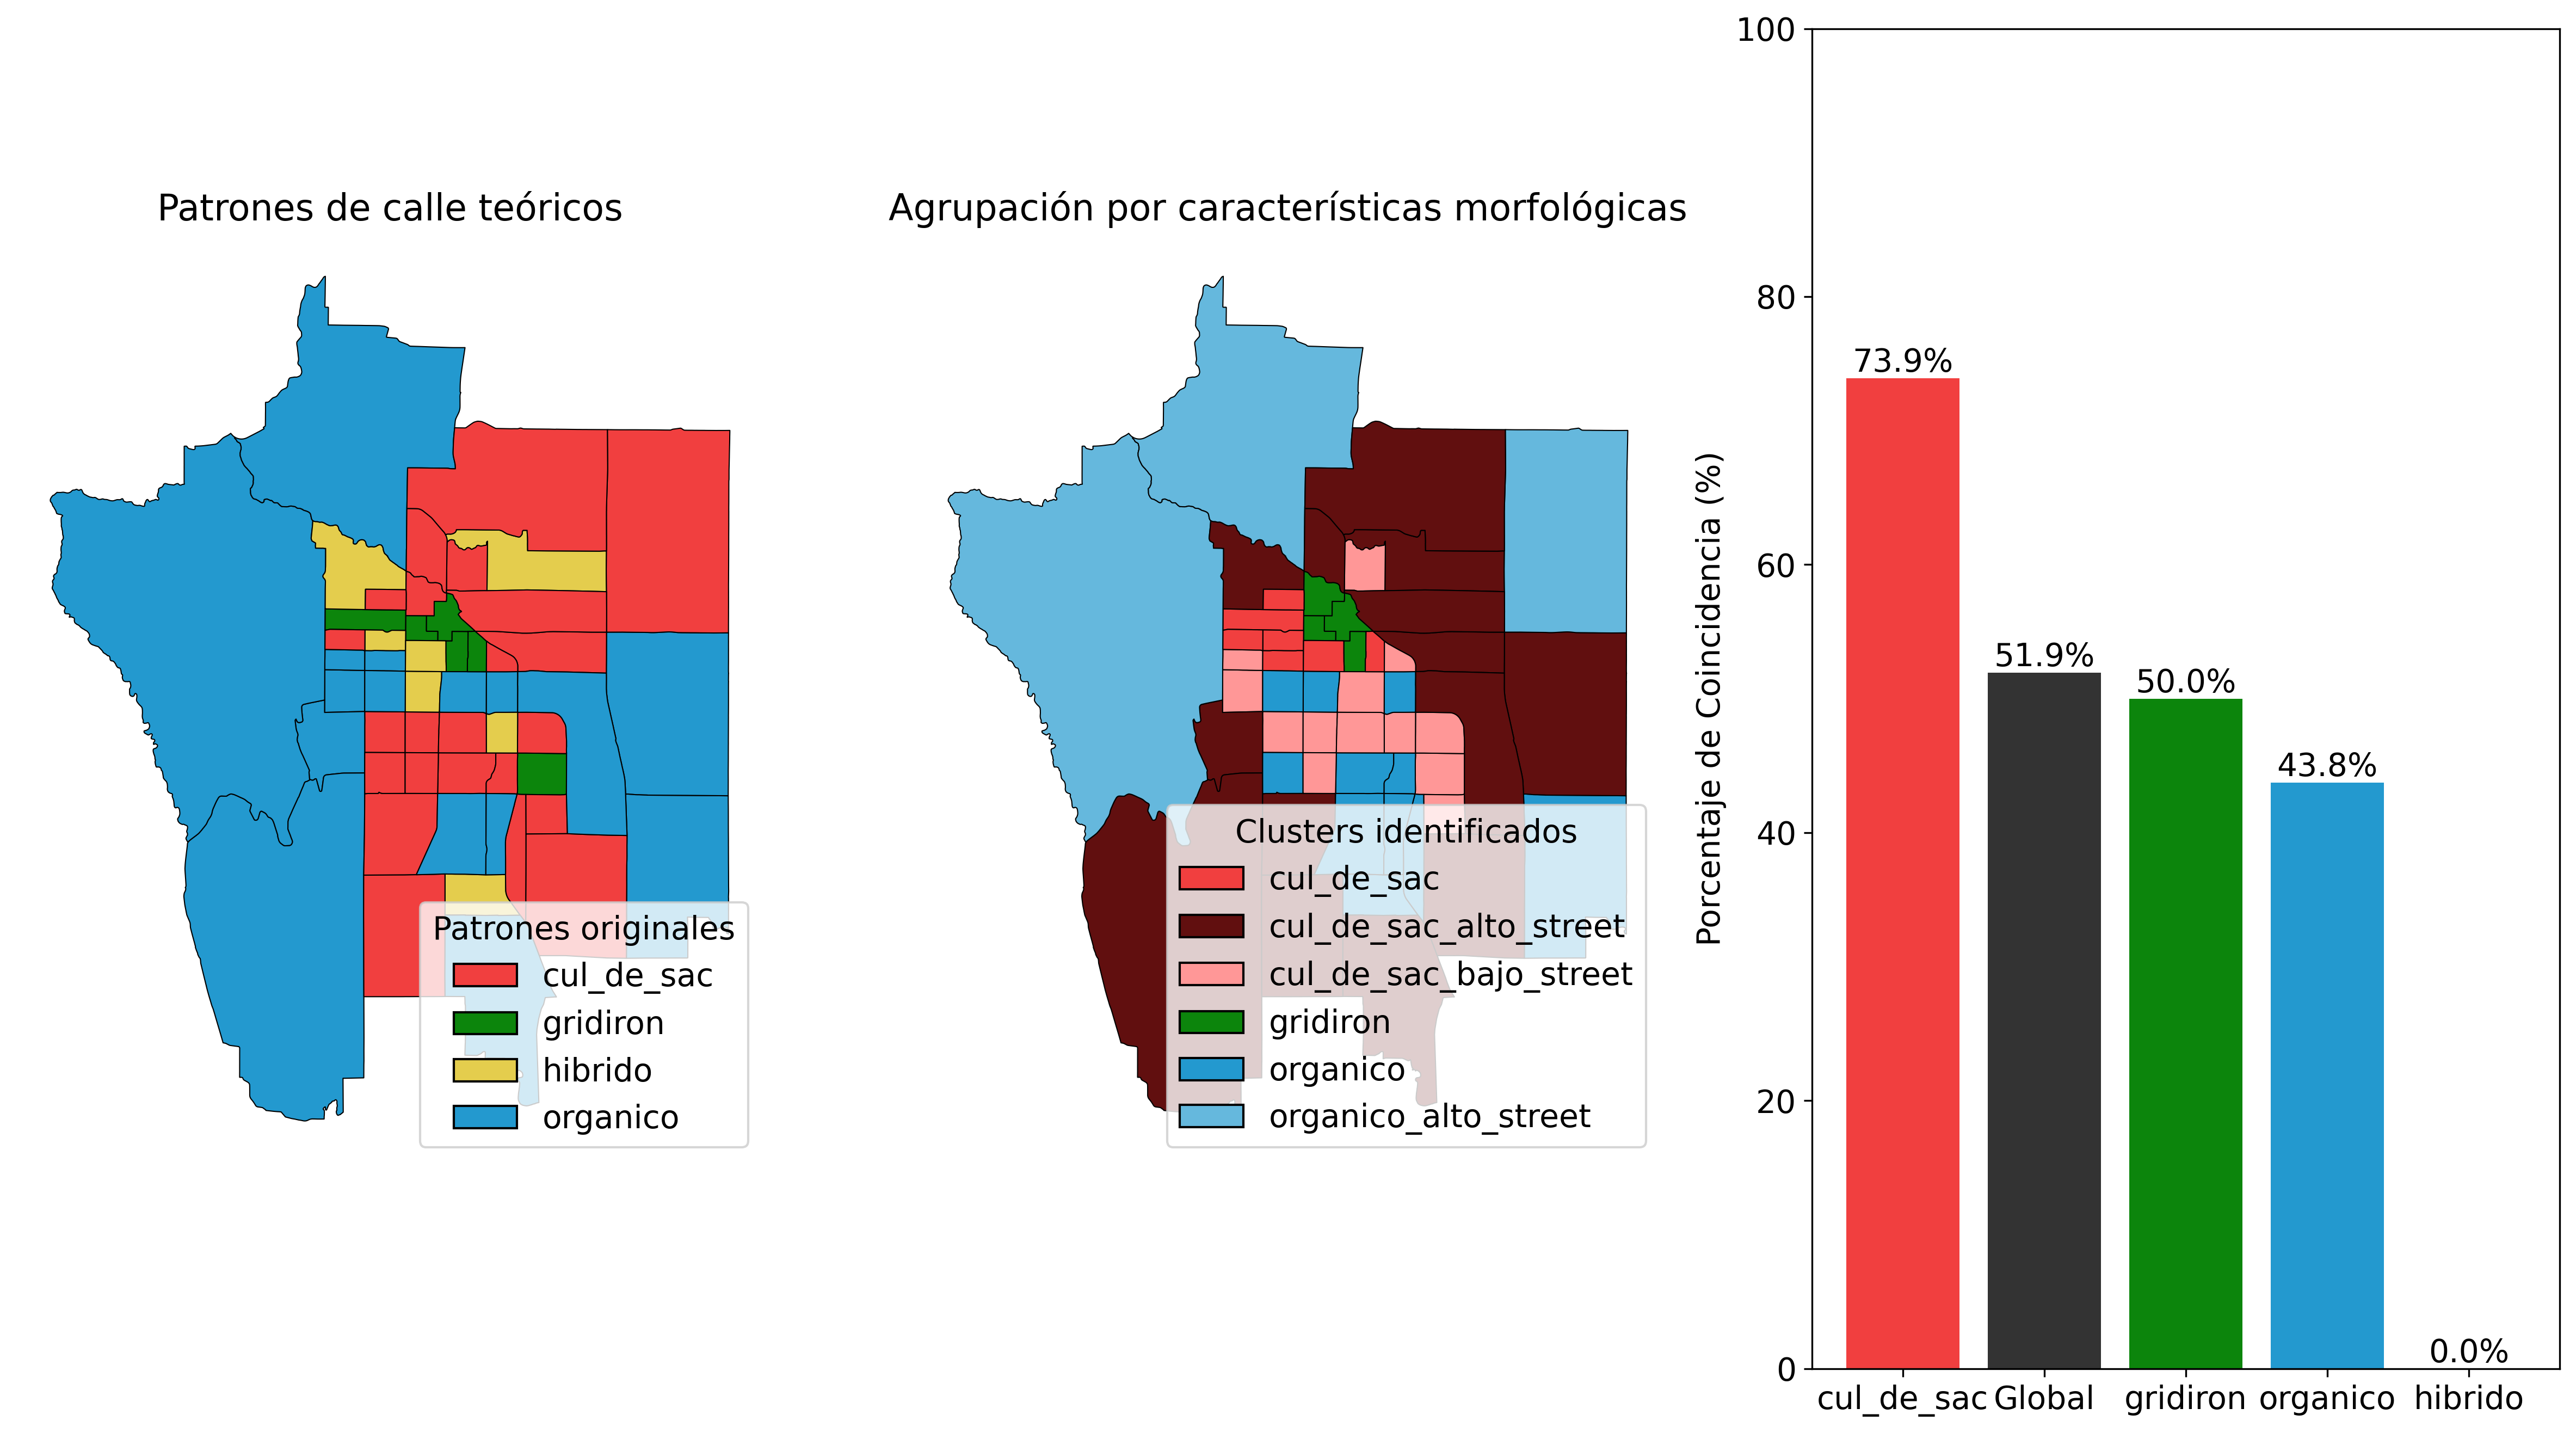 Patrones de calle teóricos
Patrones originales
cul_de_sac
gridiron
hibrido
organico
Agrupación por características morfológicas
Clusters identificados
cul_de_sac
cul_de_sac_alto_street
cul_de_sac_bajo_street
gridiron
organico
organico_alto_street
Porcentaje de Coincidencia (%)
100
80
60
40
20
0
73.9%
51.9%
50.0%
43.8%
0.0%
cul_de_sac
Global
gridiron
organico
hibrido